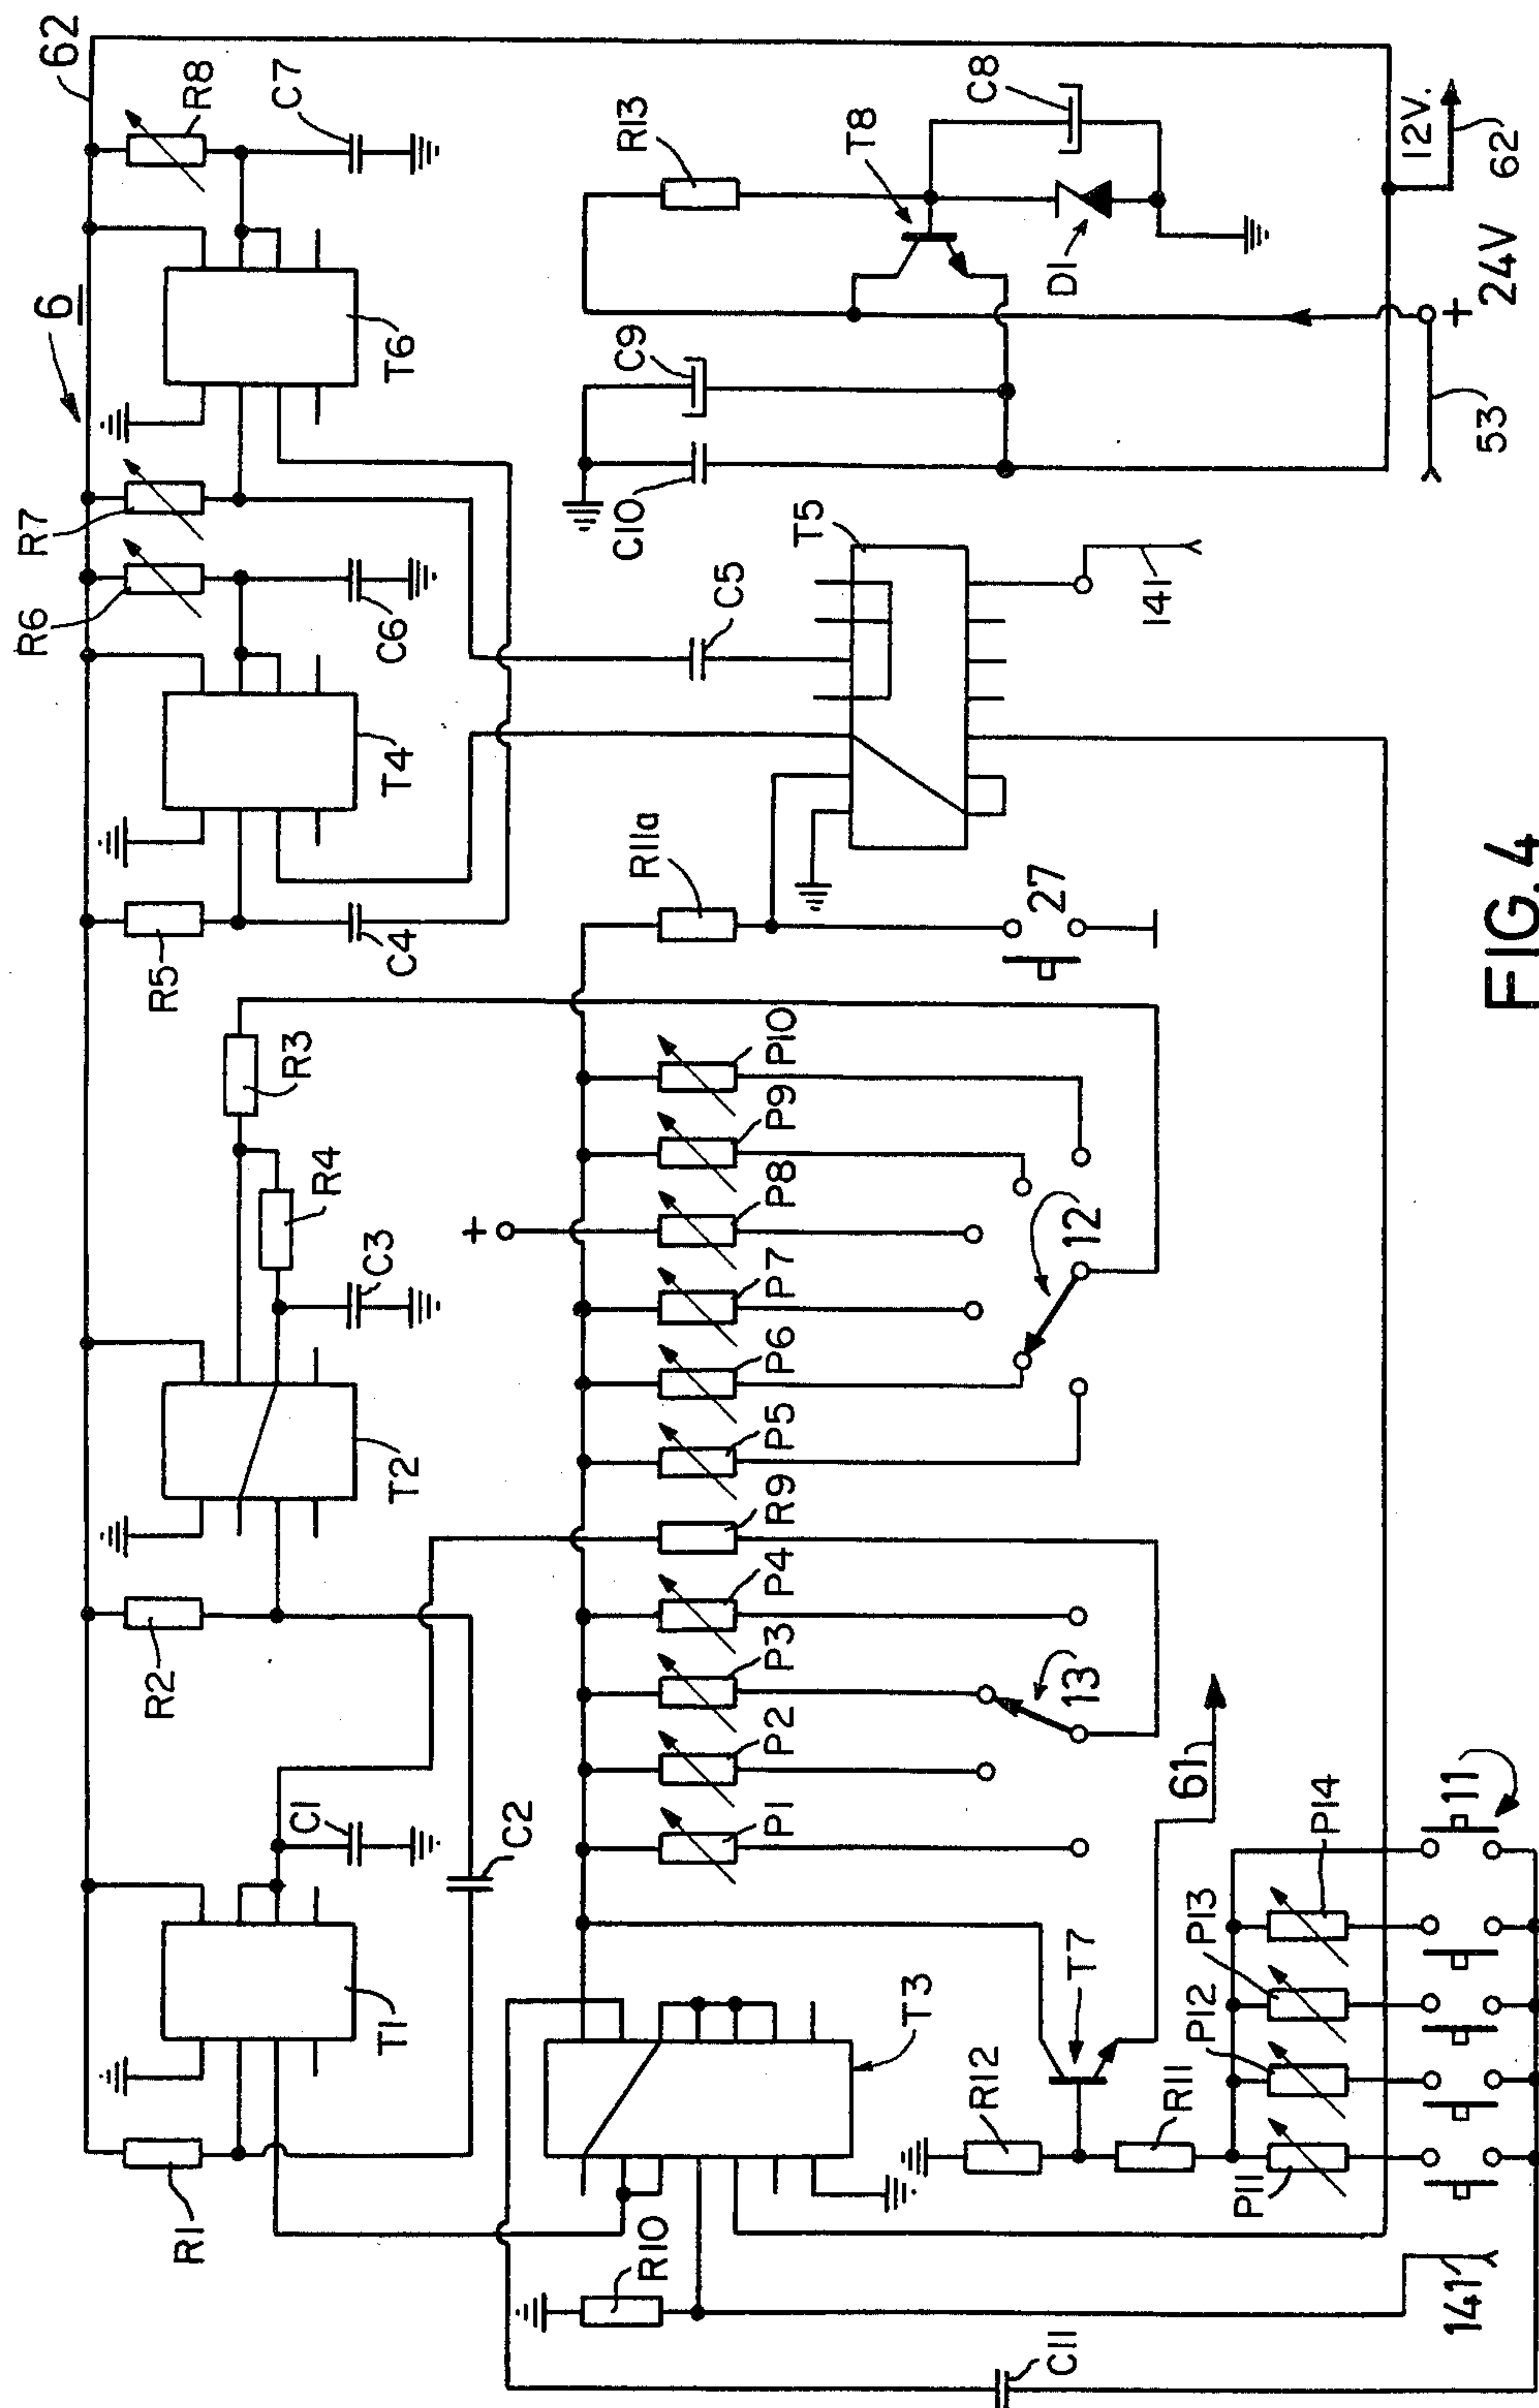 R6
R7
6
62
R1
R2
R5
R8
R3
C1
R4
C7
T1
T2
C3
C4
T4
C6
T6
C2
+
R10
R11a
C10
C9
R13
C5
P1
P2
P3
P4
R9
P5
P6
P7
P8
P9
P10
T5
T3
T8
C8
R12
C11
T7
27
D1
13
12
R11
141
61
P11
P12
P13
P14
12V.
141
11
+
24V
53
62
FIG. 4